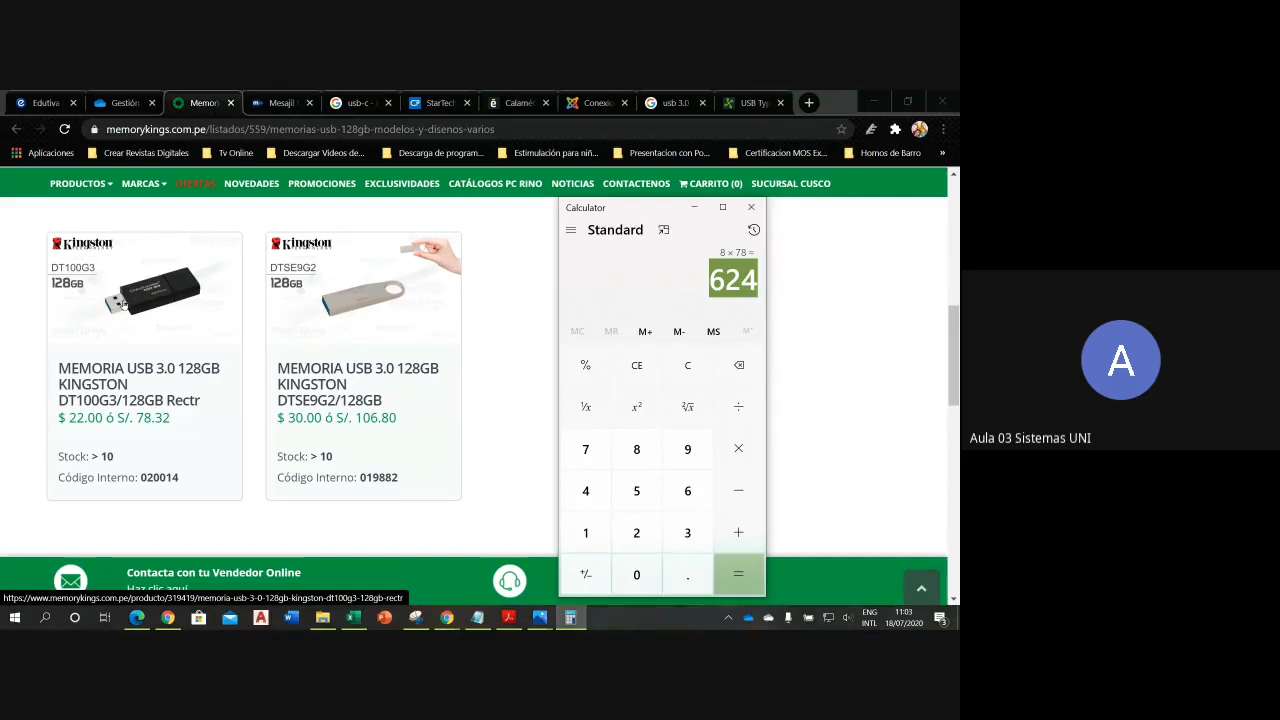 Edutiva
Gestión
Memori
Mesajil
usb-c -
StarTech
Calamé
Conexió
usb 3.0
USB Typ
memorykings.com.pe/listados/559/memorias-usb-128gb-modelos-y-disenos-varios
Aplicaciones
Crear Revistas Digitales
Tv Online
Descargar Videos de...
Descarga de program...
Estimulación para niñ...
Presentacion con Po...
Certificacion MOS Ex...
Hornos de Barro
»
PRODUCTOS
MARCAS
OFERTAS
NOVEDADES
PROMOCIONES
EXCLUSIVIDADES
CATÁLOGOS PC RINO
NOTICIAS
CONTACTENOS
CARRITO (0)
SUCURSAL CUSCO
Kingston
DT100G3
128GB
MEMORIA USB 3.0 128GB
KINGSTON
DT100G3/128GB Rectr
$ 22.00 ó S/. 78.32
Stock: > 10
Código Interno: 020014
Kingston
DTSE9G2
128GB
MEMORIA USB 3.0 128GB
KINGSTON
DTSE9G2/128GB
$ 30.00 ó S/. 106.80
Stock: > 10
Código Interno: 019882
Calculator
Standard
8 × 78 =
624
MC MR M+ M- MS M˅
% CE C
¹/x x² ²√x ÷
7 8 9 ×
4 5 6 −
1 2 3 +
+/− 0 . =
Contacta con tu Vendedor Online
Haz clic aquí
https://www.memorykings.com.pe/producto/319419/memoria-usb-3-0-128gb-kingston-dt100g3-128gb-rectr
ENG
INTL
11:03
18/07/2020
3
A
Aula 03 Sistemas UNI